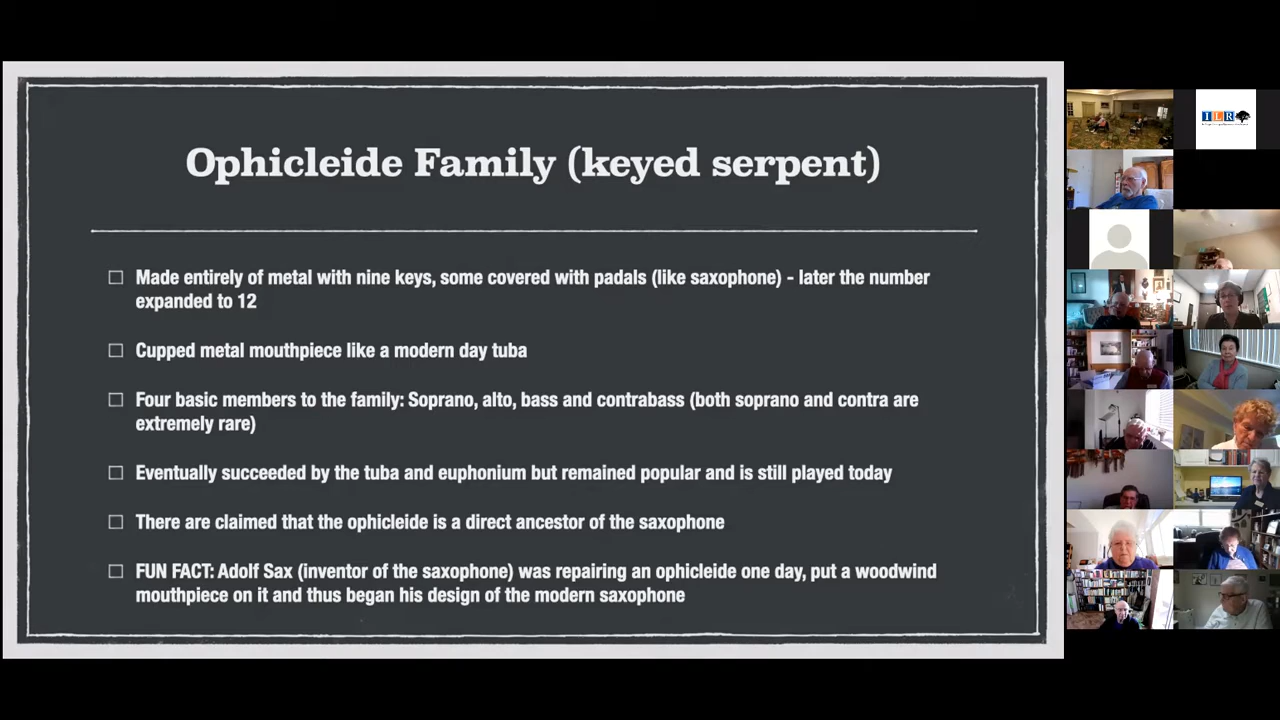 Ophicleide Family (keyed serpent)
Made entirely of metal with nine keys, some covered with padals (like saxophone) - later the number
expanded to 12
Cupped metal mouthpiece like a modern day tuba
Four basic members to the family: Soprano, alto, bass and contrabass (both soprano and contra are
extremely rare)
Eventually succeeded by the tuba and euphonium but remained popular and is still played today
There are claimed that the ophicleide is a direct ancestor of the saxophone
FUN FACT: Adolf Sax (inventor of the saxophone) was repairing an ophicleide one day, put a woodwind
mouthpiece on it and thus began his design of the modern saxophone
ILR